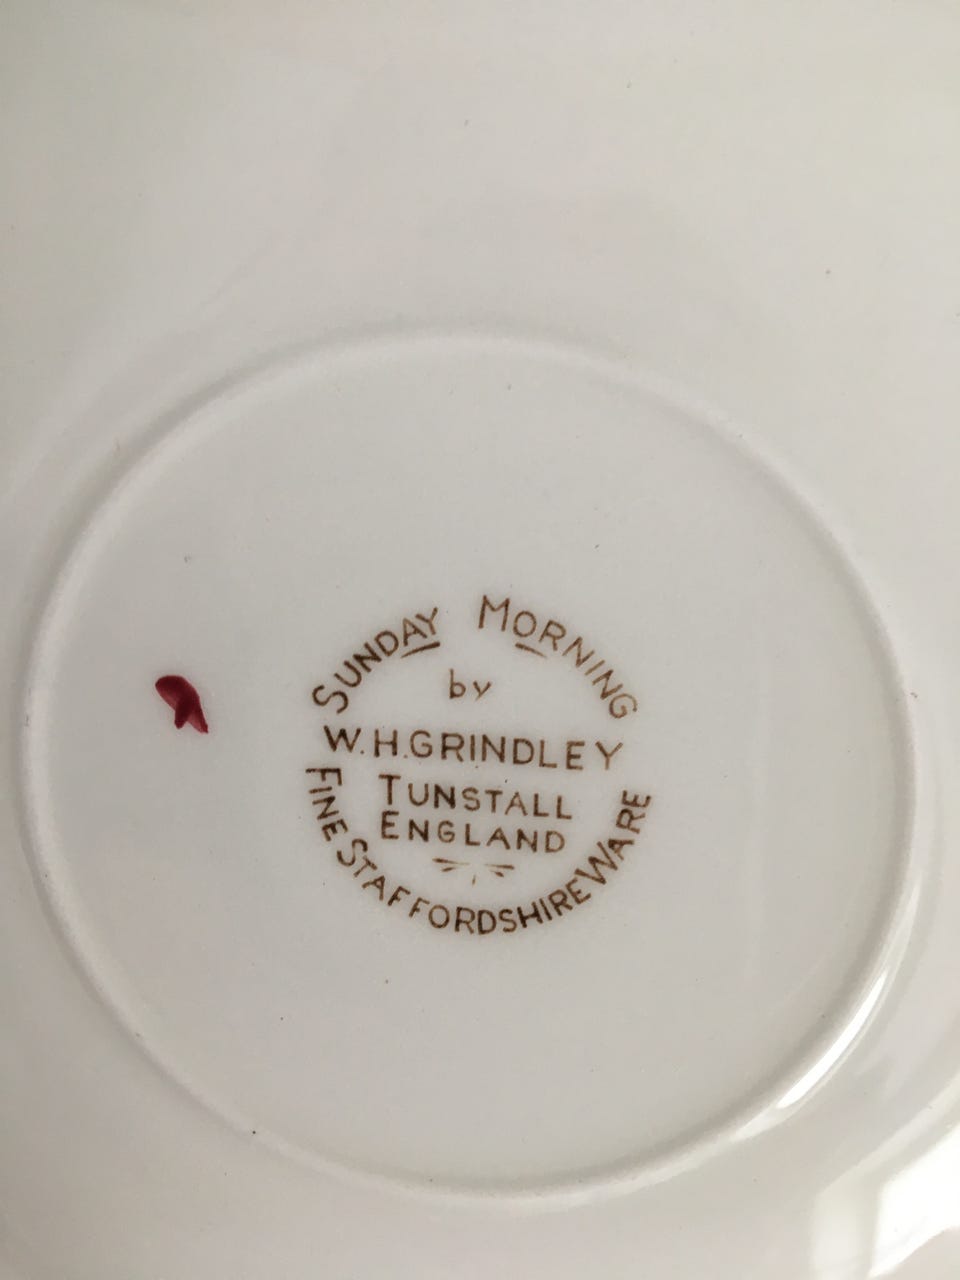 SUNDAY MORNING
by
W.H.GRINDLEY
TUNSTALL
ENGLAND
FINE STAFFORDSHIRE WARE